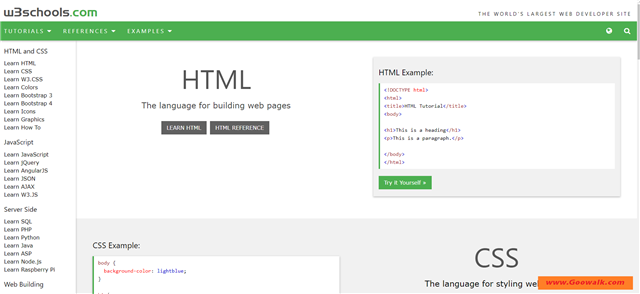 w3schools.com
THE WORLD'S LARGEST WEB DEVELOPER SITE
TUTORIALS REFERENCES EXAMPLES
HTML and CSS
Learn HTML
Learn CSS
Learn W3.CSS
Learn Colors
Learn Bootstrap 3
Learn Bootstrap 4
Learn Icons
Learn Graphics
Learn How To
JavaScript
Learn JavaScript
Learn jQuery
Learn AngularJS
Learn JSON
Learn AJAX
Learn W3.JS
Server Side
Learn SQL
Learn PHP
Learn Python
Learn Java
Learn ASP
Learn Node.js
Learn Raspberry Pi
Web Building
HTML
The language for building web pages
LEARN HTML HTML REFERENCE
HTML Example:
<!DOCTYPE html>
<html>
<title>HTML Tutorial</title>
<body>
<h1>This is a heading</h1>
<p>This is a paragraph.</p>
</body>
</html>
Try it Yourself »
CSS Example:
body {
background-color: lightblue;
}
CSS
The language for styling we
www.Goowalk.com